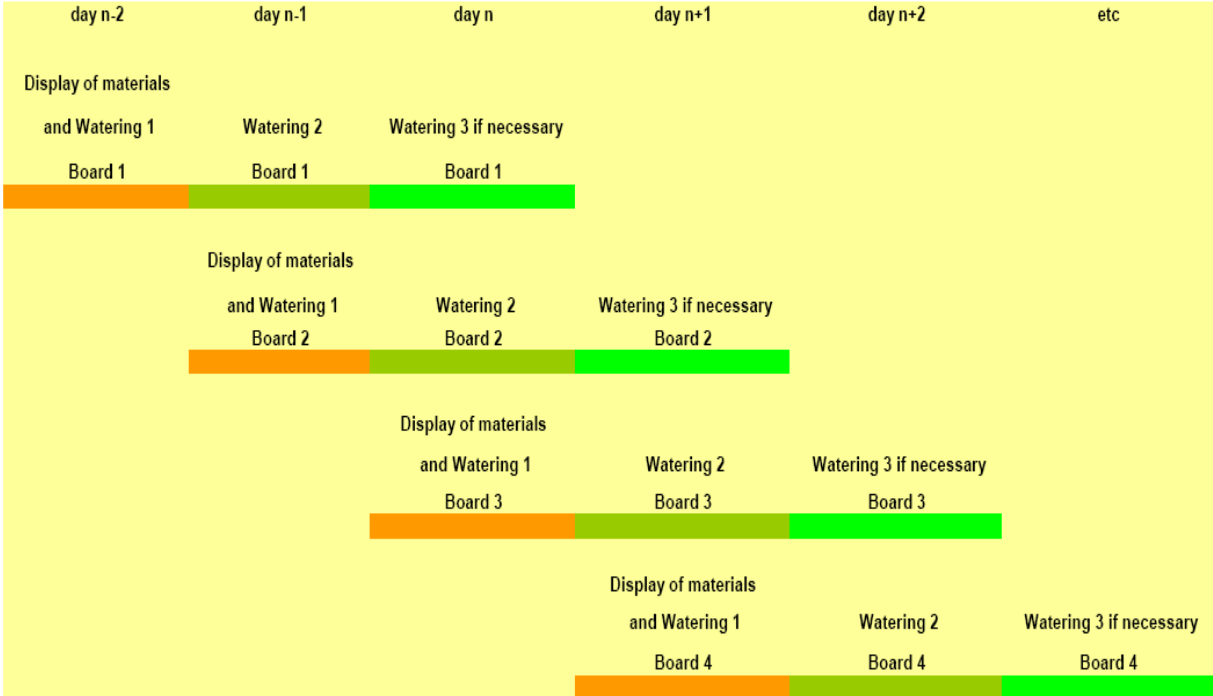 day n-2 day n-1 day n day n+1 day n+2 etc
Display of materials
and Watering 1 Watering 2 Watering 3 if necessary
Board 1 Board 1 Board 1
Display of materials
and Watering 1 Watering 2 Watering 3 if necessary
Board 2 Board 2 Board 2
Display of materials
and Watering 1 Watering 2 Watering 3 if necessary
Board 3 Board 3 Board 3
Display of materials
and Watering 1 Watering 2 Watering 3 if necessary
Board 4 Board 4 Board 4